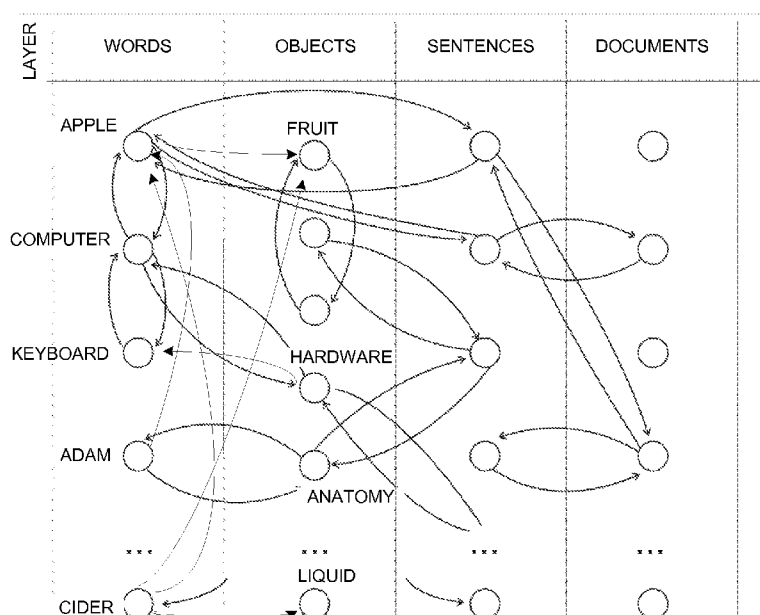 LAYER
WORDS OBJECTS SENTENCES DOCUMENTS
APPLE FRUIT
COMPUTER
KEYBOARD HARDWARE
ADAM
ANATOMY
... ... ... ...
LIQUID
CIDER